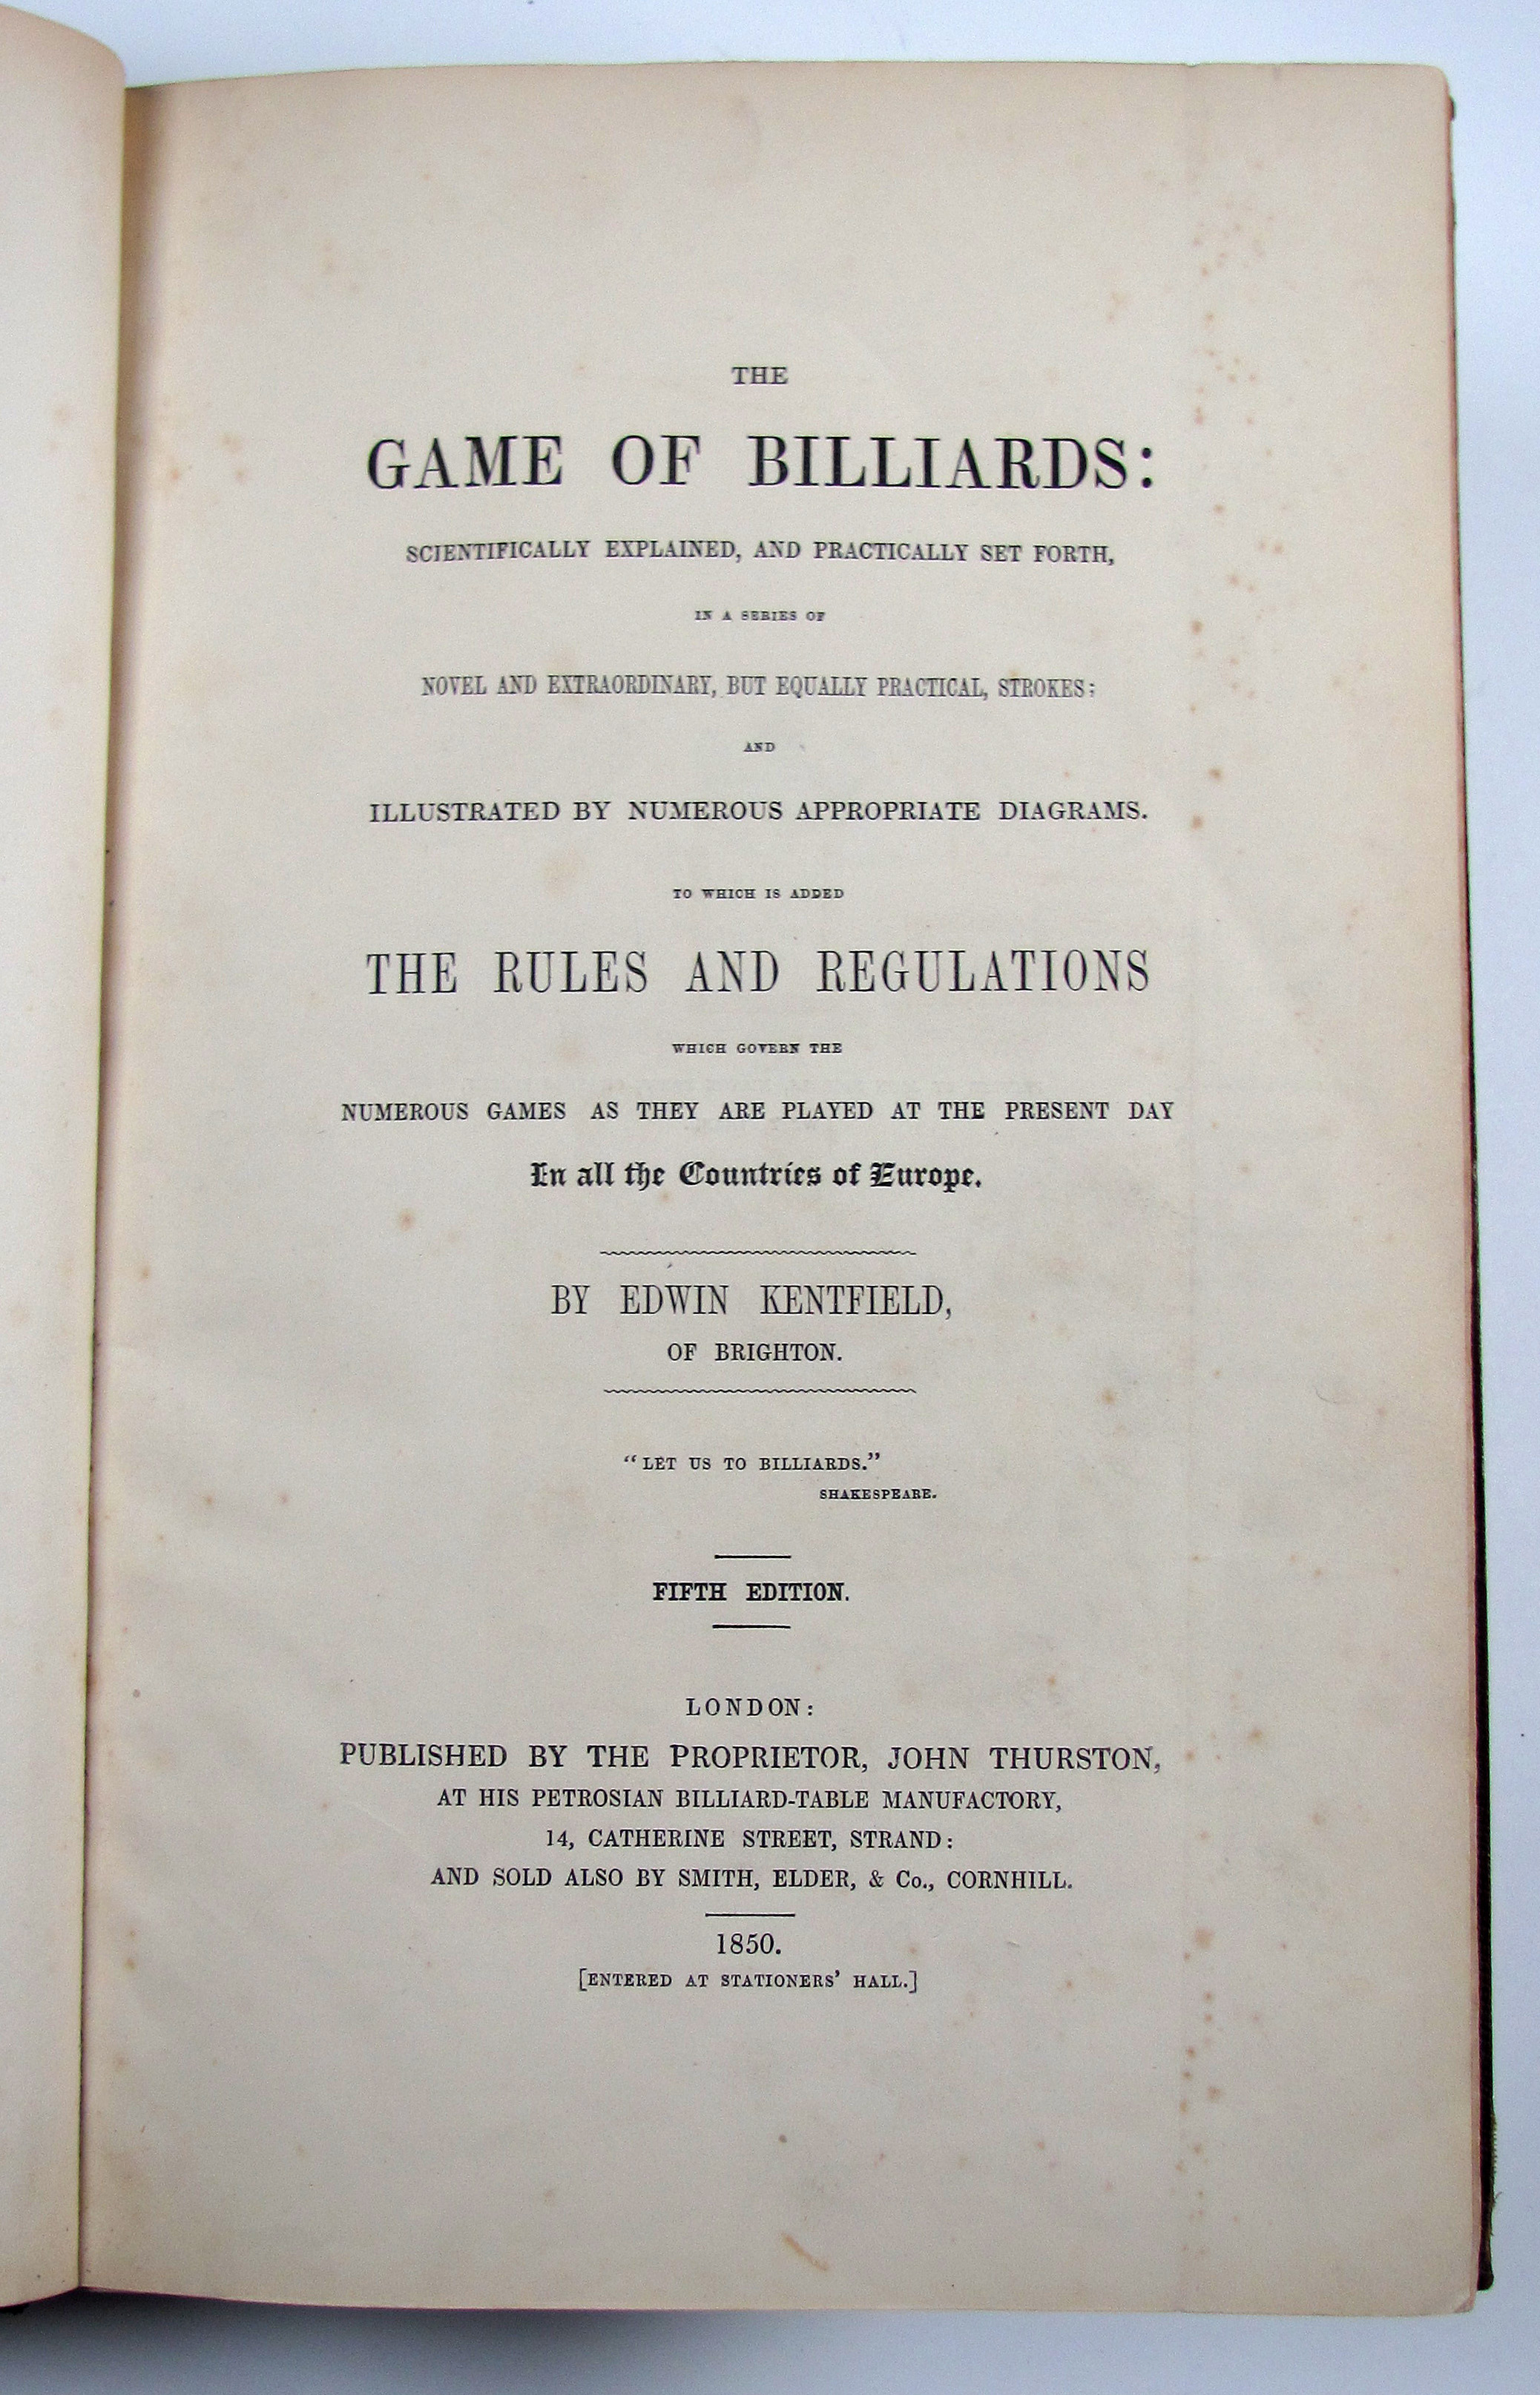 THE
GAME OF BILLIARDS:
SCIENTIFICALLY EXPLAINED, AND PRACTICALLY SET FORTH,
IN A SERIES OF
NOVEL AND EXTRAORDINARY, BUT EQUALLY PRACTICAL, STROKES;
AND
ILLUSTRATED BY NUMEROUS APPROPRIATE DIAGRAMS.
TO WHICH IS ADDED
THE RULES AND REGULATIONS
WHICH GOVERN THE
NUMEROUS GAMES AS THEY ARE PLAYED AT THE PRESENT DAY
In all the Countries of Europe.
BY EDWIN KENTFIELD,
OF BRIGHTON.
“LET US TO BILLIARDS.”
SHAKESPEARE.
FIFTH EDITION.
LONDON:
PUBLISHED BY THE PROPRIETOR, JOHN THURSTON,
AT HIS PETROSIAN BILLIARD-TABLE MANUFACTORY,
14, CATHERINE STREET, STRAND:
AND SOLD ALSO BY SMITH, ELDER, & Co., CORNHILL.
1850.
[ENTERED AT STATIONERS’ HALL.]